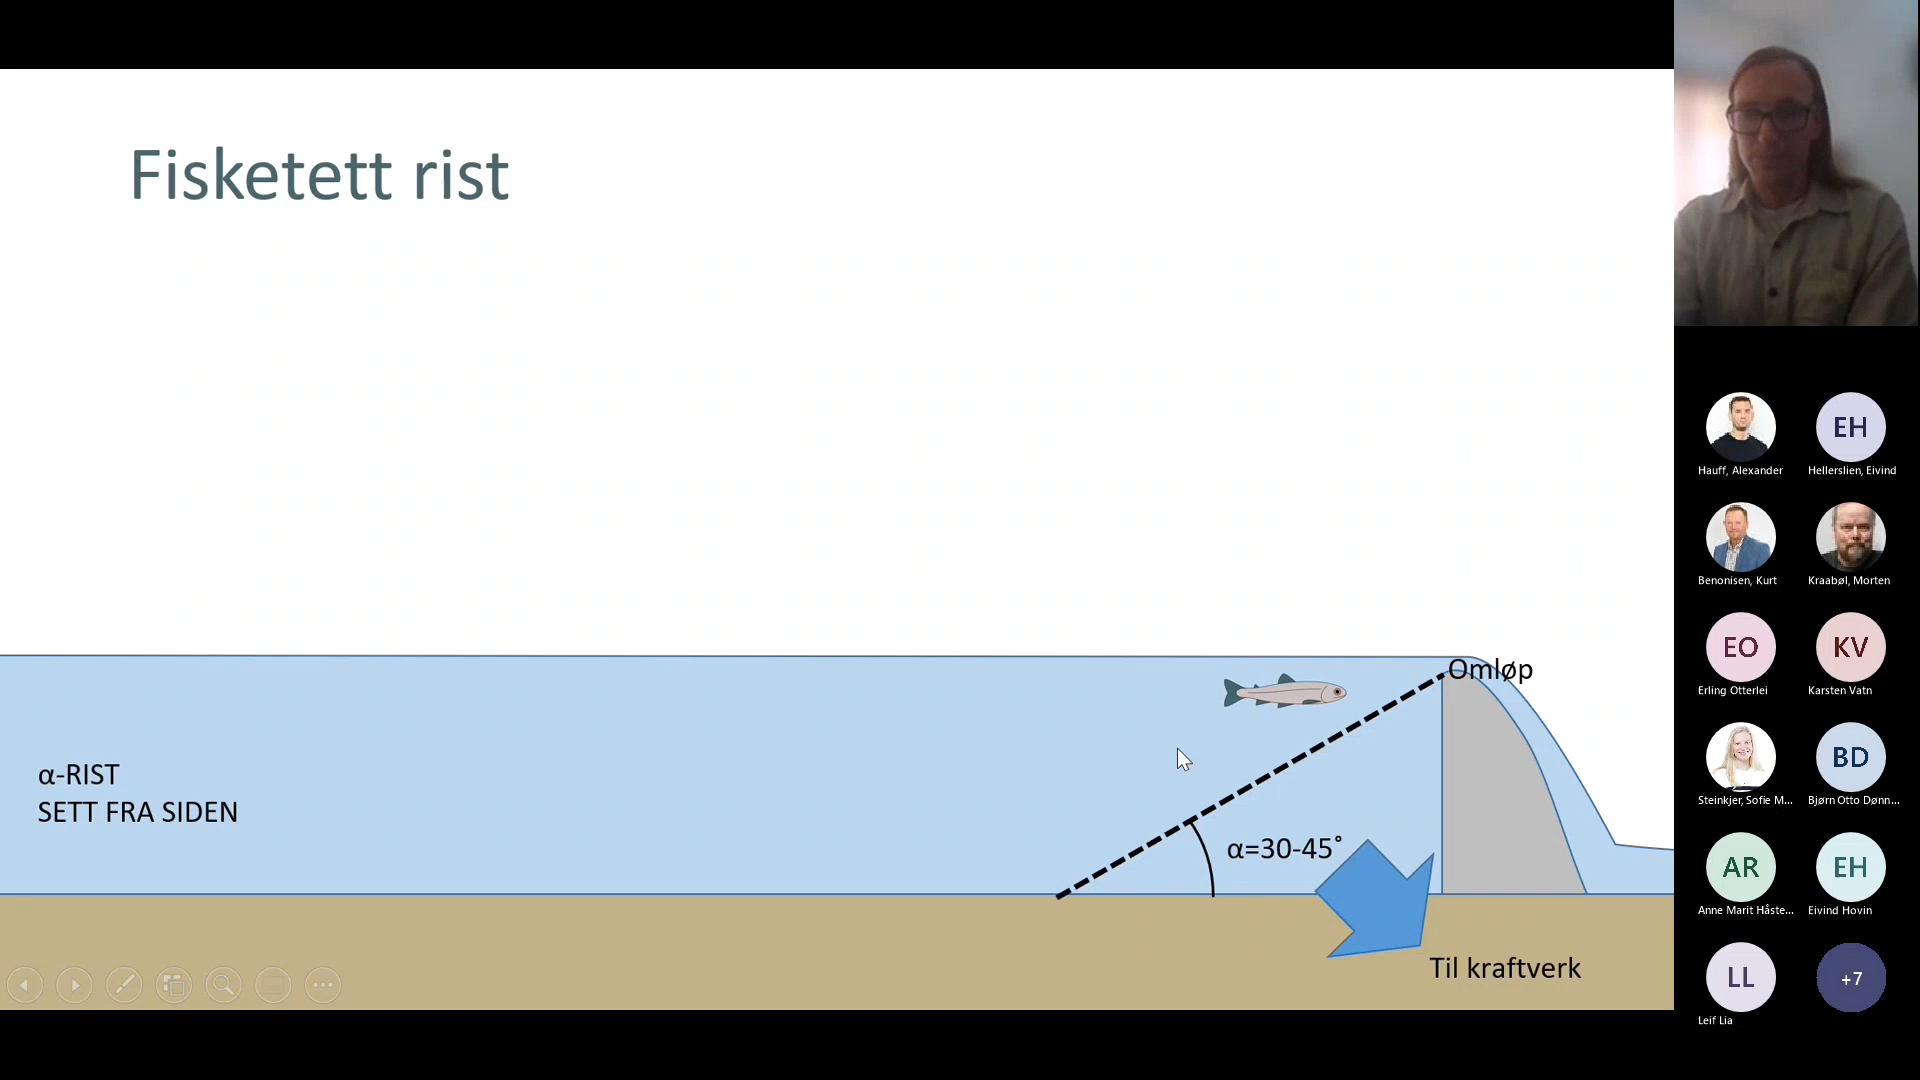 Fisketett rist
Omløp
α-RIST
SETT FRA SIDEN
α=30-45˚
Til kraftverk
Hauff, Alexander
EH
Hellerslien, Eivind
Benonisen, Kurt
Kraabøl, Morten
EO
Erling Otterlei
KV
Karsten Vatn
Steinkjer, Sofie M...
BD
Bjørn Otto Dønn...
AR
Anne Marit Håste...
EH
Eivind Hovin
LL
Leif Lia
+7